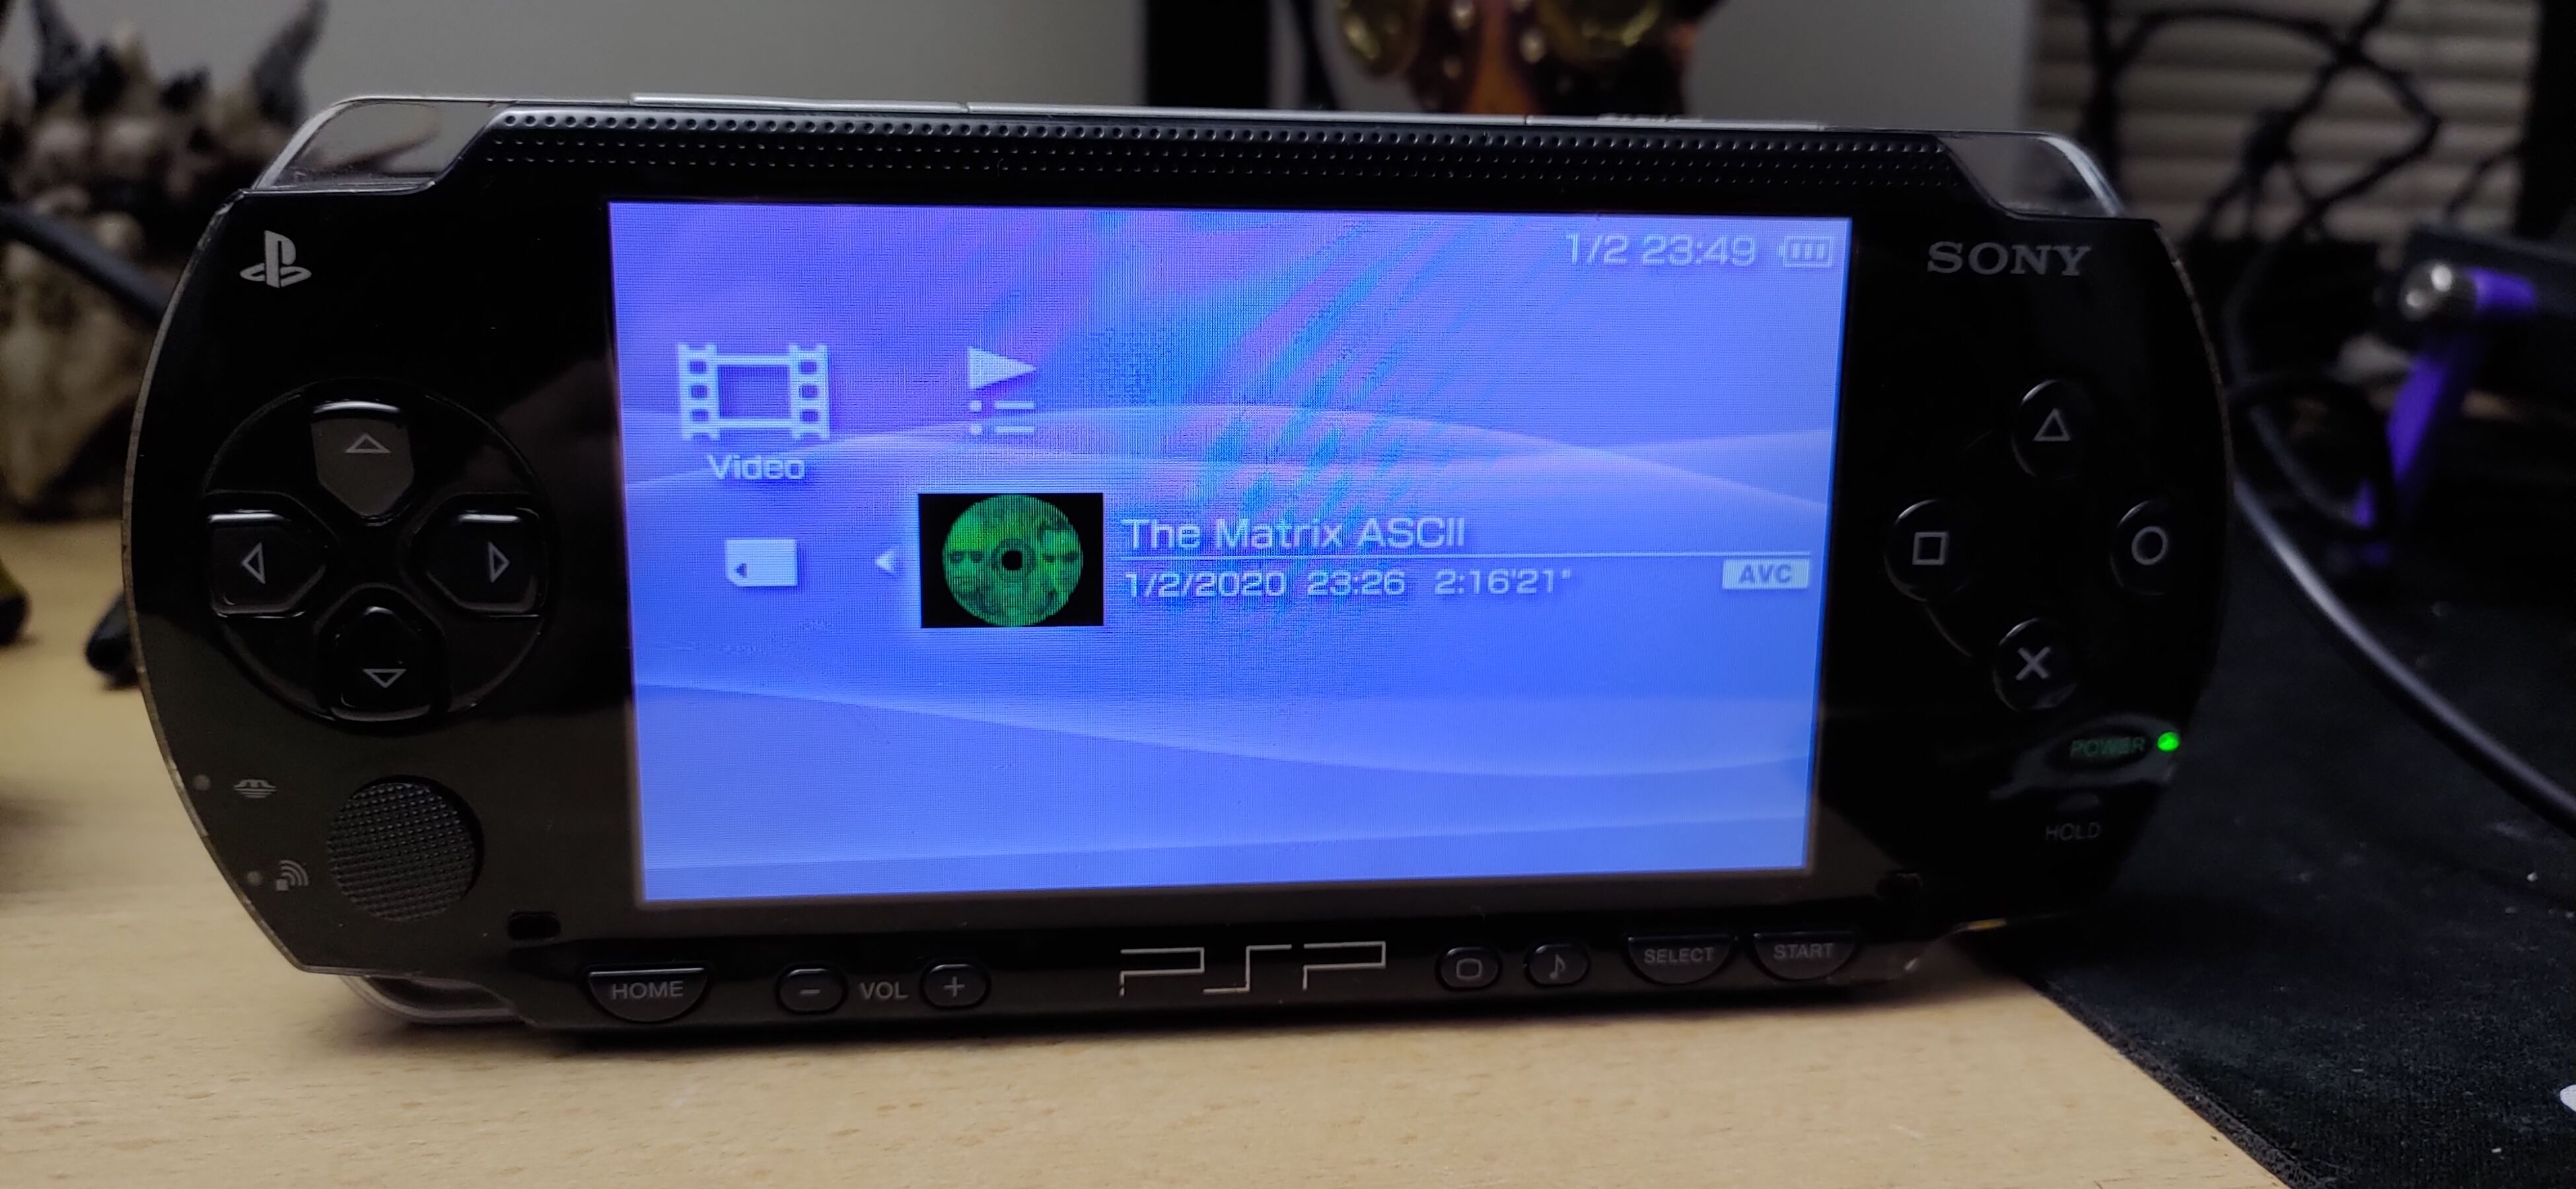 1/2 23:49
SONY
Video
The Matrix ASCII
1/2/2020 23:26 2:16'21"
AVC
POWER
HOLD
HOME
- VOL +
PSP
SELECT
START